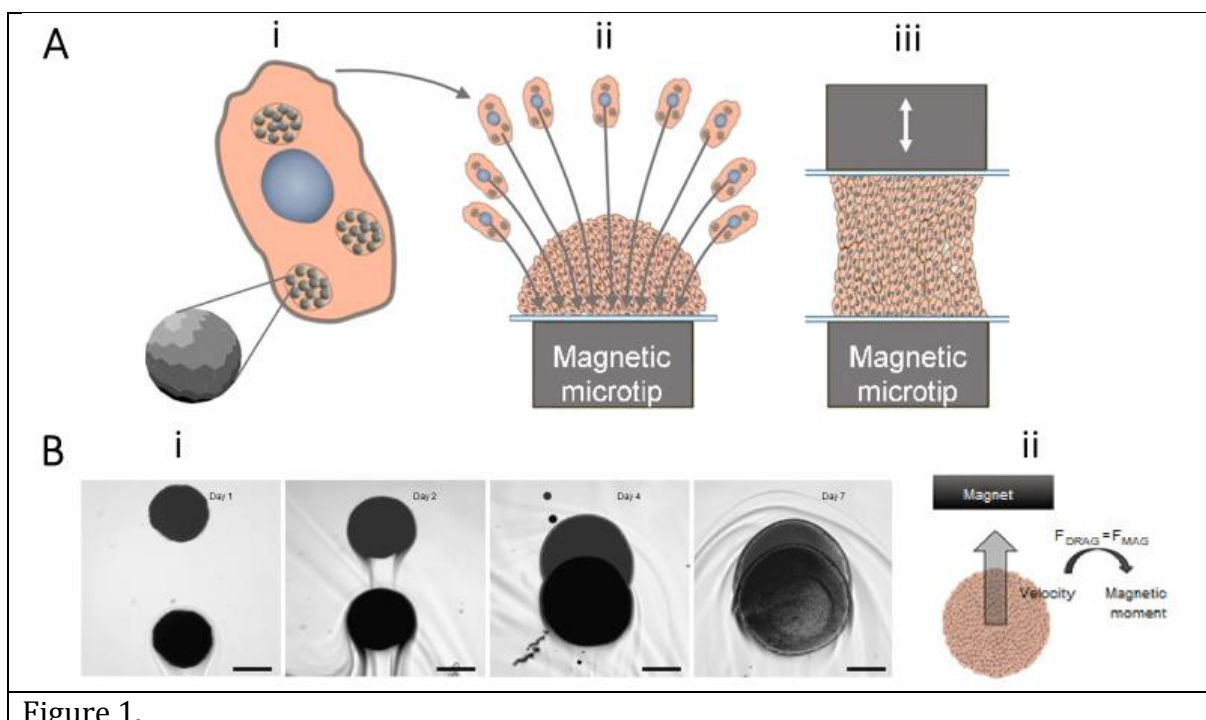 A
i
ii
iii
Magnetic
microtip
Magnetic
microtip
B
i
ii
Day 1
Day 2
Day 4
Day 7
Magnet
F_DRAG = F_MAG
Velocity
Magnetic
moment
Figure 1.